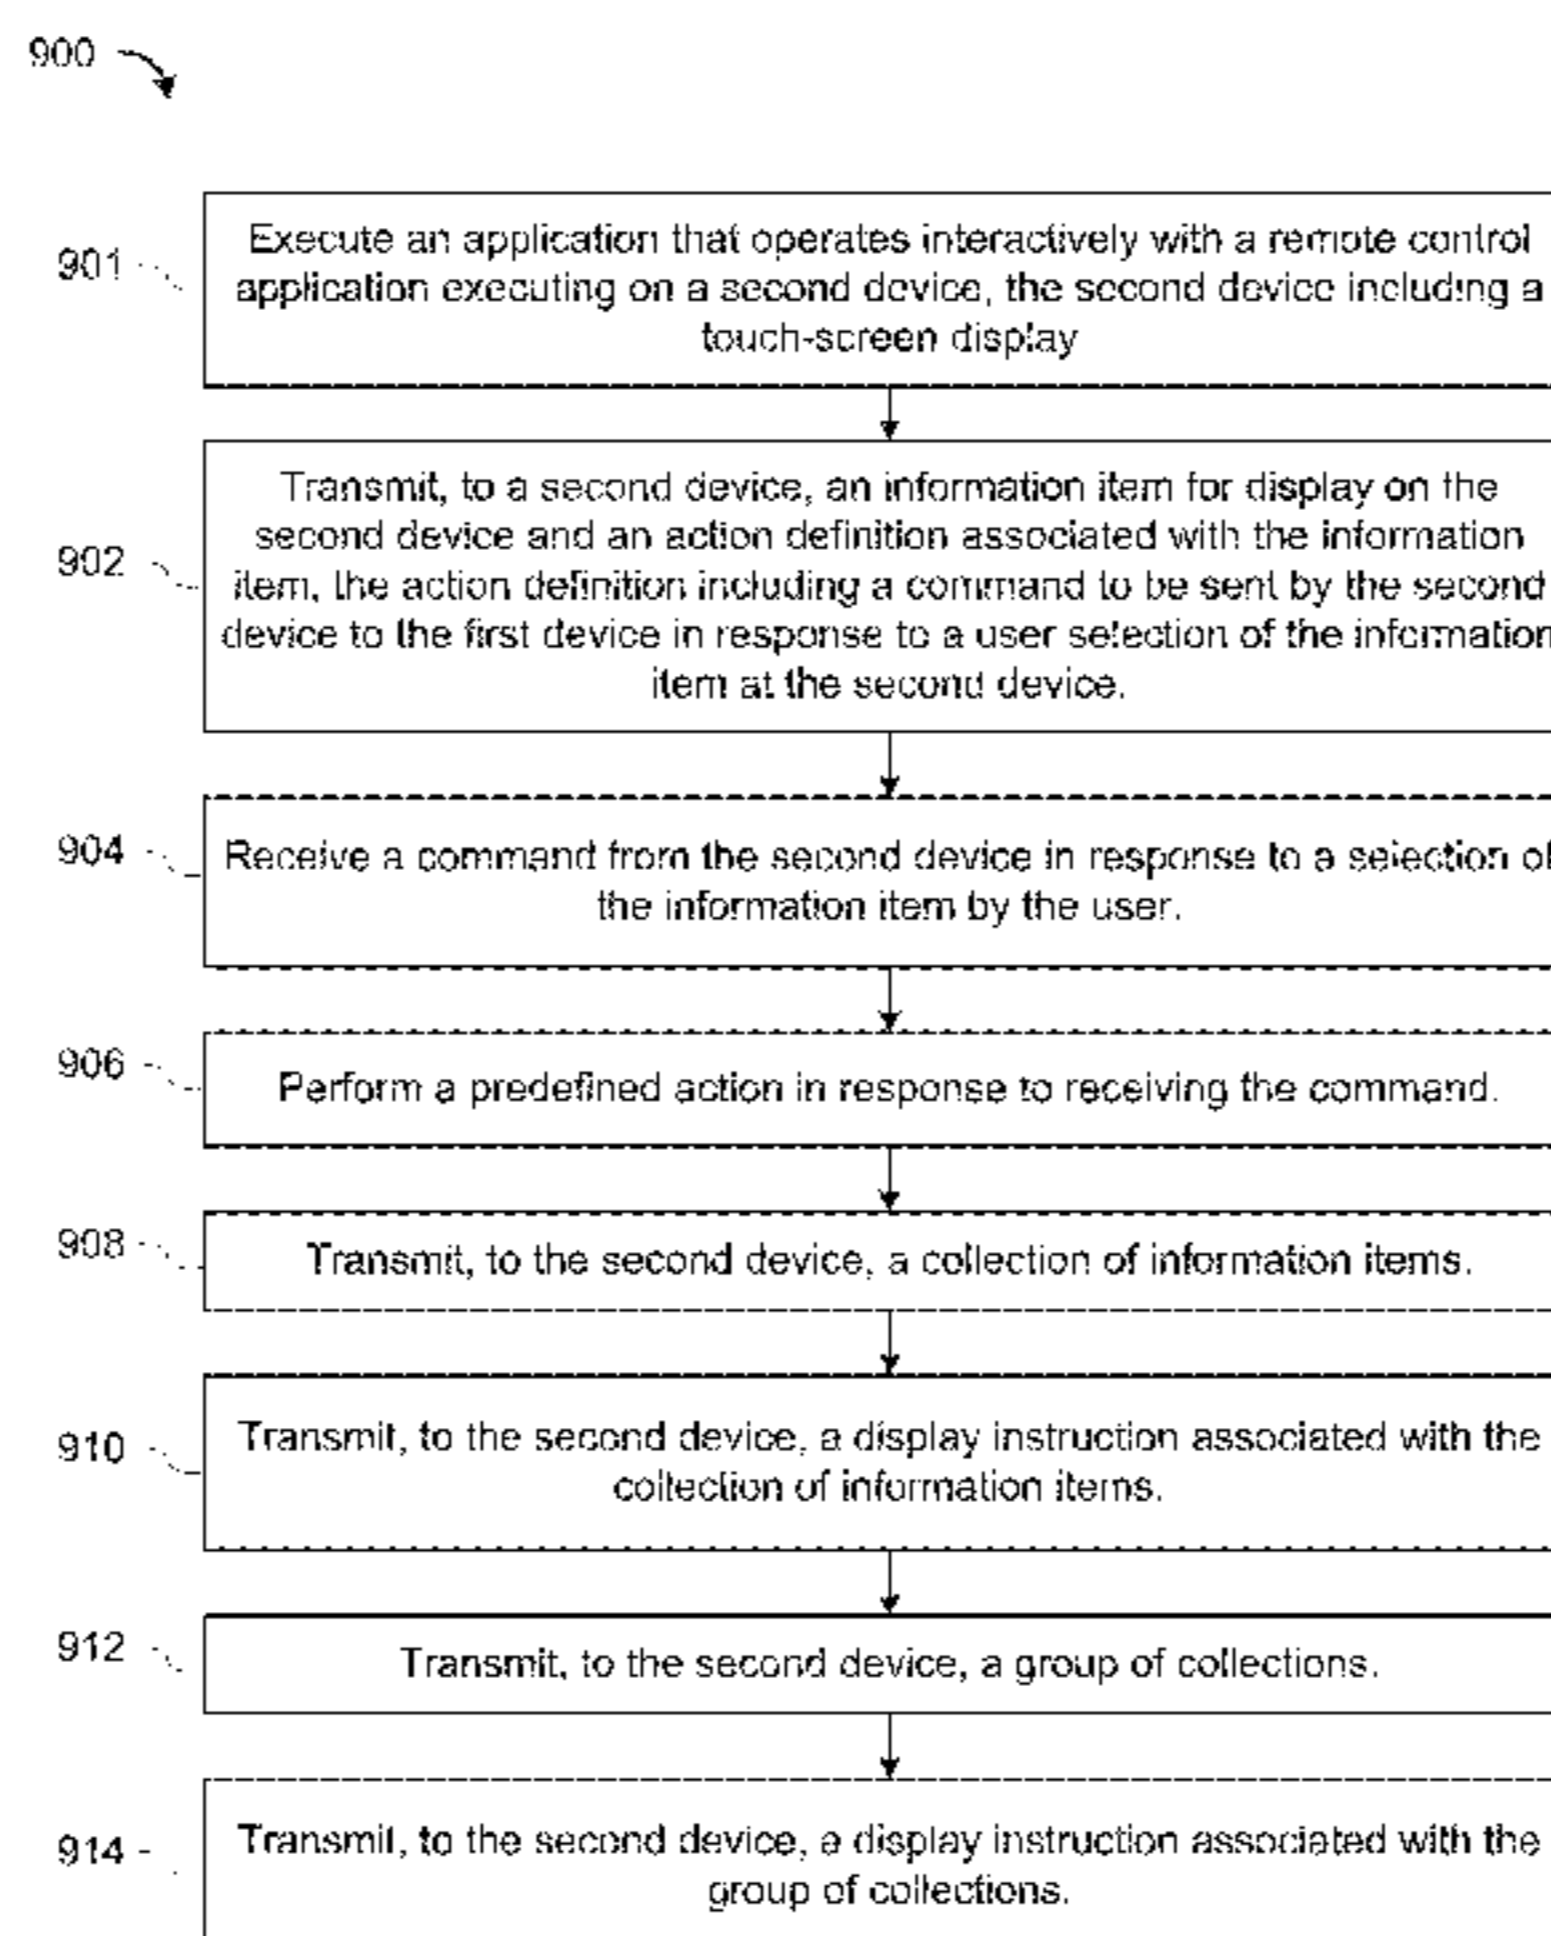 900
901
Execute an application that operates interactively with a remote control
application executing on a second device, the second device including a
touch-screen display
902
Transmit, to a second device, an information item for display on the
second device and an action definition associated with the information
item, the action definition including a command to be sent by the second
device to the first device in response to a user selection of the information
item at the second device.
904
Receive a command from the second device in response to a selection of
the information item by the user.
906
Perform a predefined action in response to receiving the command.
908
Transmit, to the second device, a collection of information items.
910
Transmit, to the second device, a display instruction associated with the
collection of information items.
912
Transmit, to the second device, a group of collections.
914
Transmit, to the second device, a display instruction associated with the
group of collections.